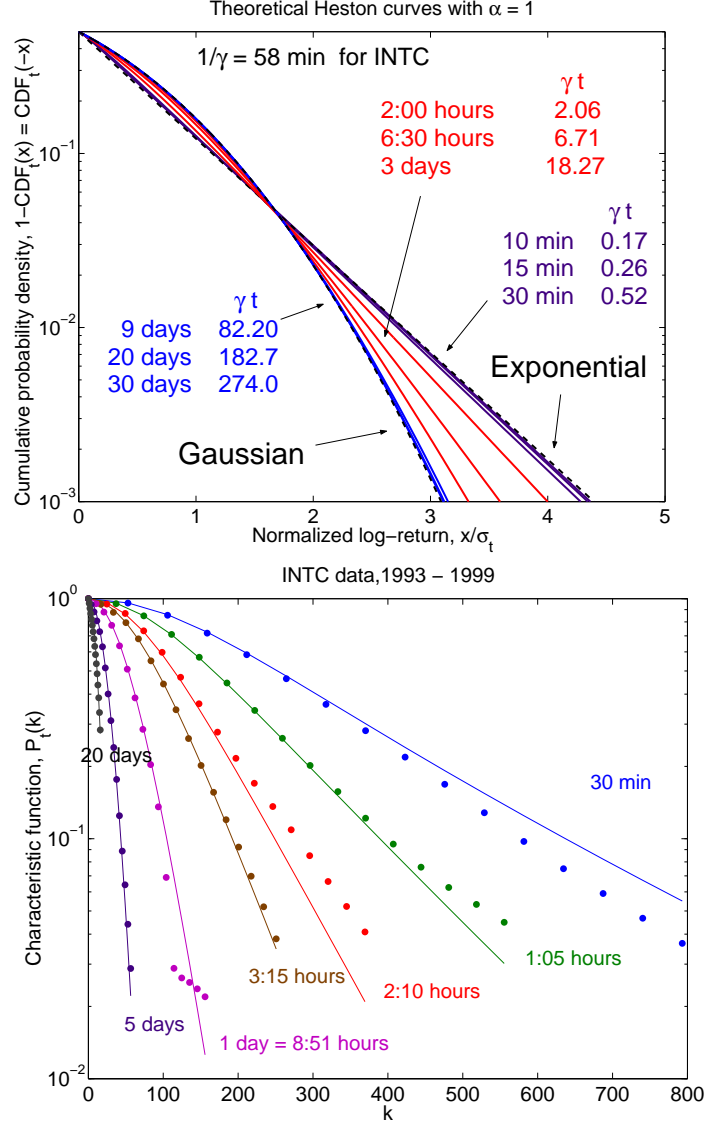 Theoretical Heston curves with α = 1
1/γ = 58 min for INTC
γ t
2:00 hours 2.06
6:30 hours 6.71
3 days 18.27
γ t
10 min 0.17
15 min 0.26
30 min 0.52
γ t
9 days 82.20
20 days 182.7
30 days 274.0
Exponential
Gaussian
Cumulative probability density, 1−CDF_t(x) = CDF_t(−x)
10^−1
10^−2
10^−3
0 1 2 3 4 5
Normalized log−return, x/σ_t
INTC data,1993 − 1999
Characteristic function, P_t(k)
10^0
10^−1
10^−2
20 days
30 min
1:05 hours
3:15 hours
2:10 hours
5 days
1 day = 8:51 hours
0 100 200 300 400 500 600 700 800
k